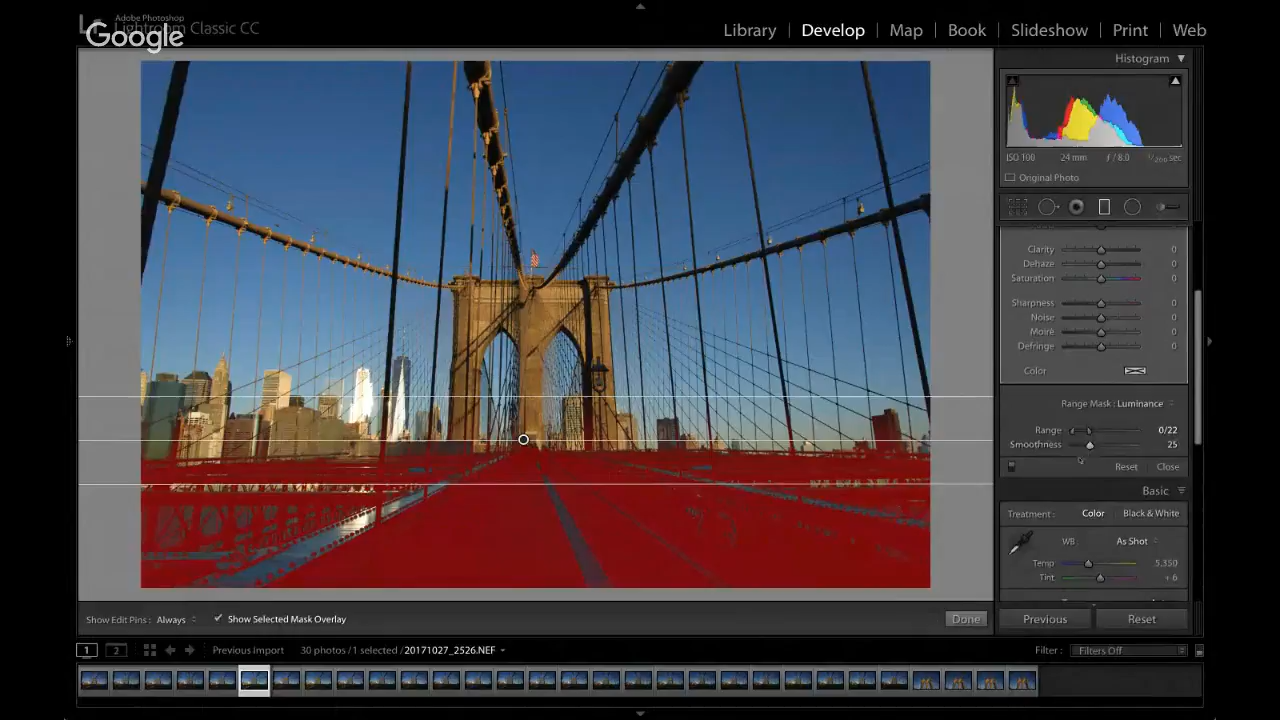 Adobe Photoshop
Lightroom Classic CC
Google
Library
Develop
Map
Book
Slideshow
Print
Web
Histogram
ISO 100 24 mm ƒ / 8.0 1/200 sec
Original Photo
Clarity 0
Dehaze 0
Saturation 0
Sharpness 0
Noise 0
Moiré 0
Defringe 0
Color
Range Mask : Luminance
Range 0/22
Smoothness 25
Reset Close
Basic
Treatment : Color Black & White
WB: As Shot
Temp 5,350
Tint + 6
Show Edit Pins : Always
Show Selected Mask Overlay
Done
Previous
Reset
1 2
Previous Import
30 photos / 1 selected / 20171027_2526.NEF
Filter : Filters Off